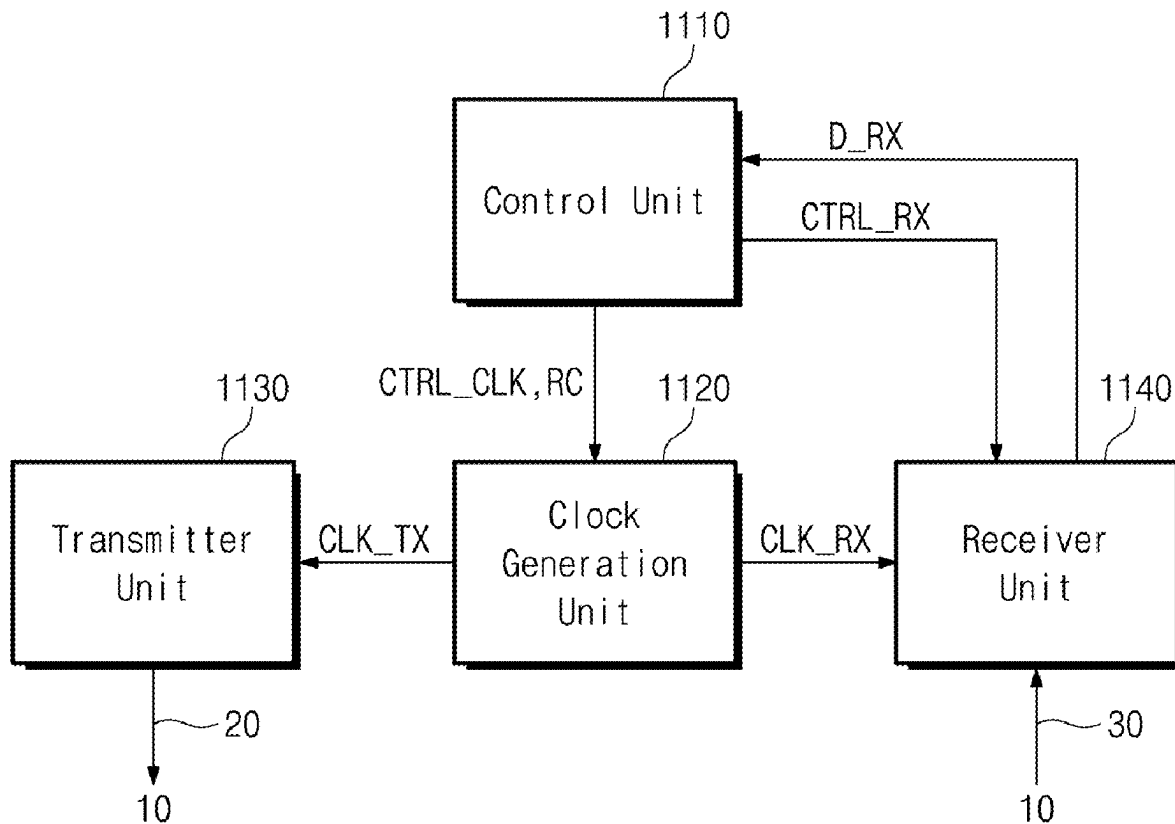 1110
D_RX
Control Unit
CTRL_RX
CTRL_CLK,RC
1130
1120
1140
Transmitter
Unit
CLK_TX
Clock
Generation
Unit
CLK_RX
Receiver
Unit
20
30
10
10